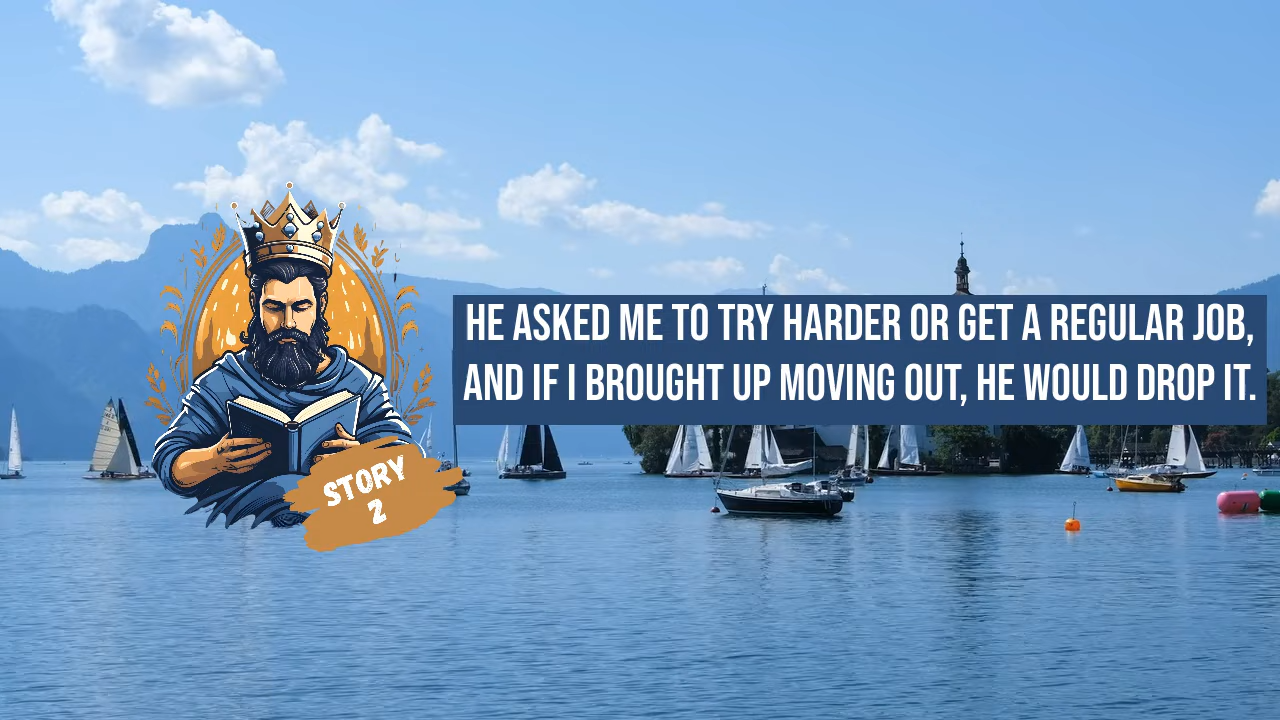 HE ASKED ME TO TRY HARDER OR GET A REGULAR JOB,
AND IF I BROUGHT UP MOVING OUT, HE WOULD DROP IT.
STORY
2